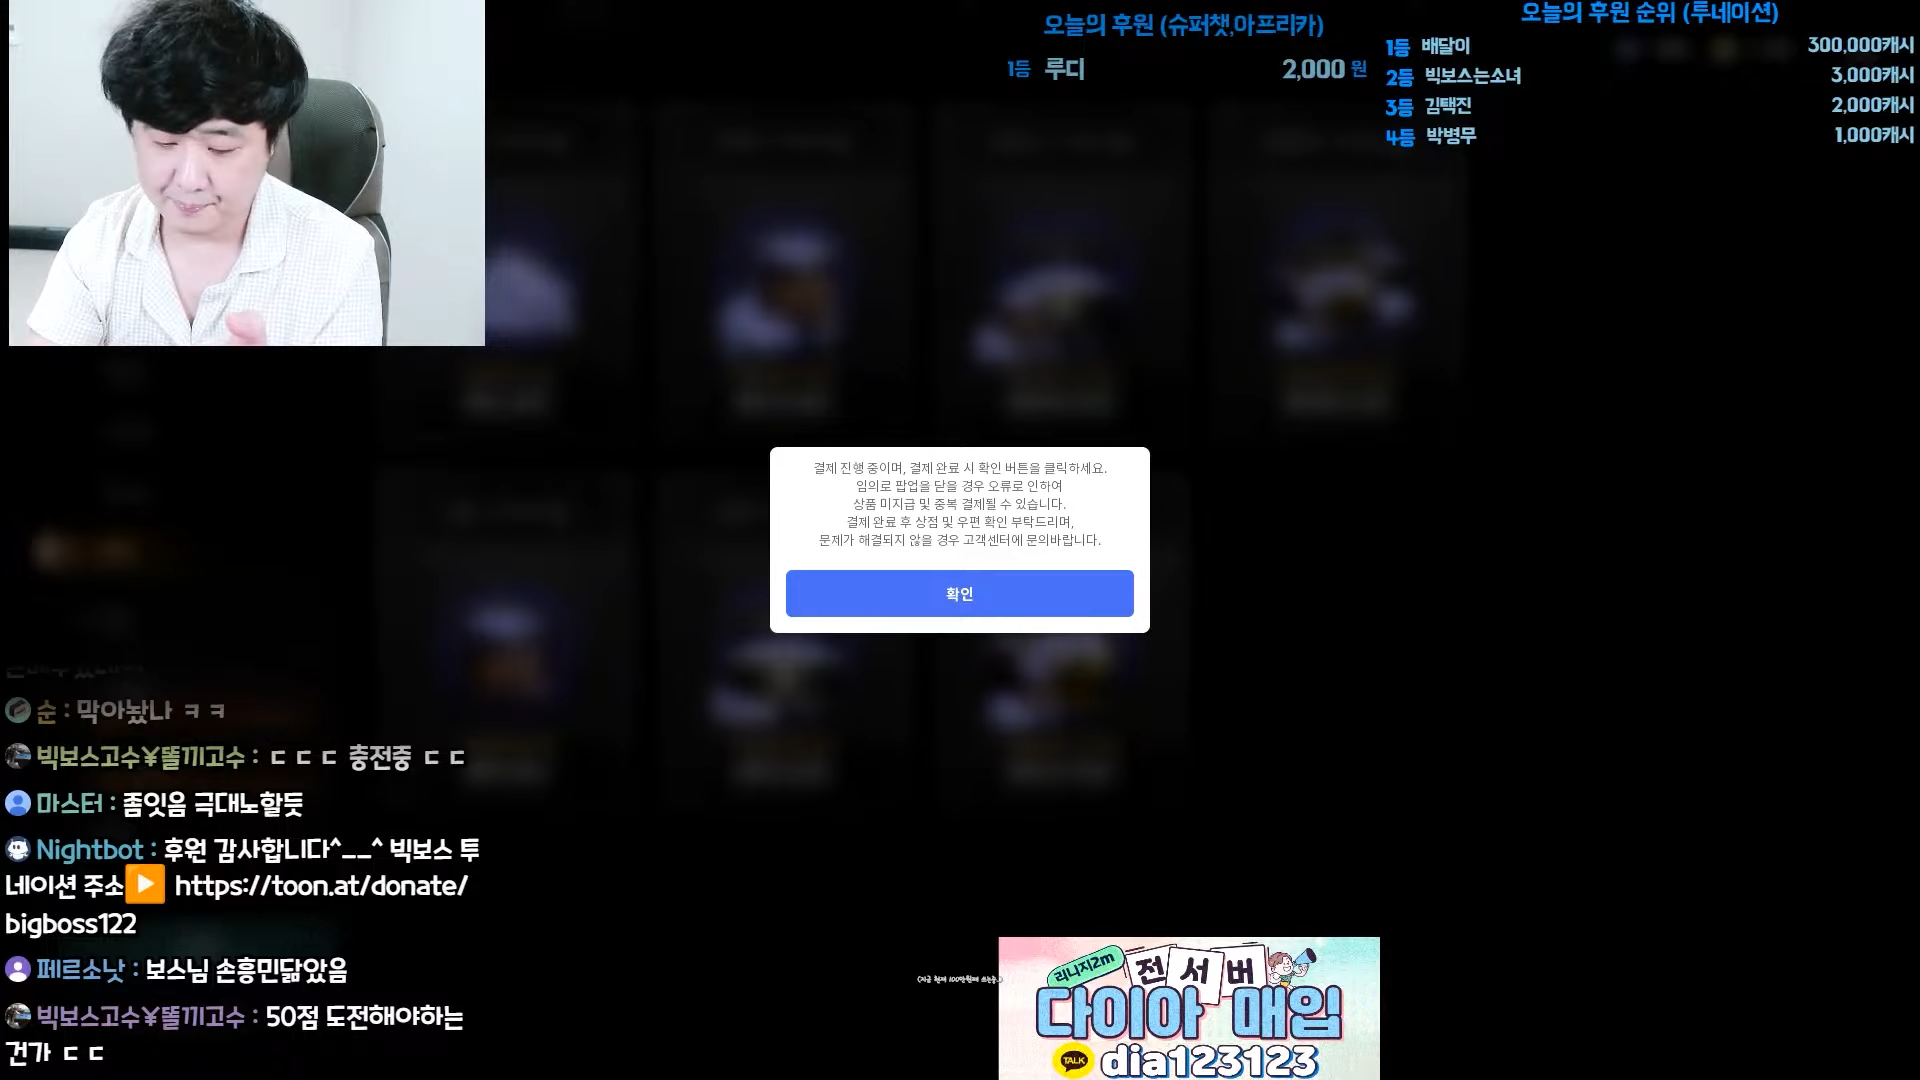 오늘의 후원 (슈퍼챗,아프리카)
1등 루디 2,000 원
오늘의 후원 순위 (투네이션)
1등 배달이 300,000캐시
2등 빅보스는소녀 3,000캐시
3등 김택진 2,000캐시
4등 박병무 1,000캐시
결제 진행 중이며, 결제 완료 시 확인 버튼을 클릭하세요.
임의로 팝업을 닫을 경우 오류로 인하여
상품 미지급 및 중복 결제될 수 있습니다.
결제 완료 후 상점 및 우편 확인 부탁드리며,
문제가 해결되지 않을 경우 고객센터에 문의바랍니다.
확인
순 : 막아놨나 ㅋ ㅋ
빅보스고수¥똘끼고수 : ㄷ ㄷ ㄷ 충전중 ㄷ ㄷ
마스터 : 좀잇음 극대노할듯
Nightbot : 후원 감사합니다^__^ 빅보스 투
네이션 주소▶️ https://toon.at/donate/
bigboss122
페르소낫 : 보스님 손흥민닮았음
빅보스고수¥똘끼고수 : 50점 도전해야하는
건가 ㄷ ㄷ
리니지2m 전서버
다이아 매입
TALK dia123123